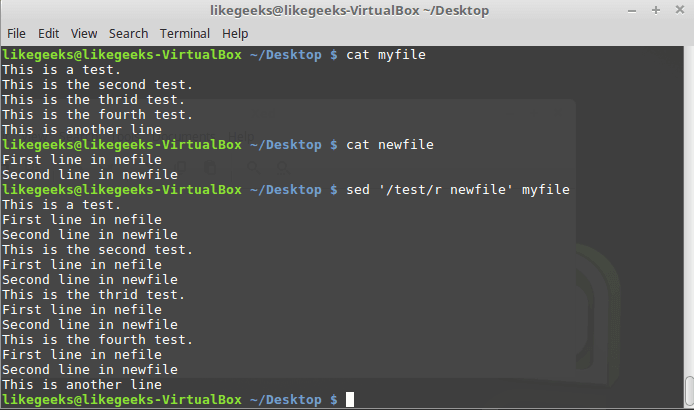 likegeeks@likegeeks-VirtualBox ~/Desktop
File Edit View Search Terminal Help
likegeeks@likegeeks-VirtualBox ~/Desktop $ cat myfile
This is a test.
This is the second test.
This is the thrid test.
This is the fourth test.
This is another line
likegeeks@likegeeks-VirtualBox ~/Desktop $ cat newfile
First line in nefile
Second line in newfile
likegeeks@likegeeks-VirtualBox ~/Desktop $ sed '/test/r newfile' myfile
This is a test.
First line in nefile
Second line in newfile
This is the second test.
First line in nefile
Second line in newfile
This is the thrid test.
First line in nefile
Second line in newfile
This is the fourth test.
First line in nefile
Second line in newfile
This is another line
likegeeks@likegeeks-VirtualBox ~/Desktop $